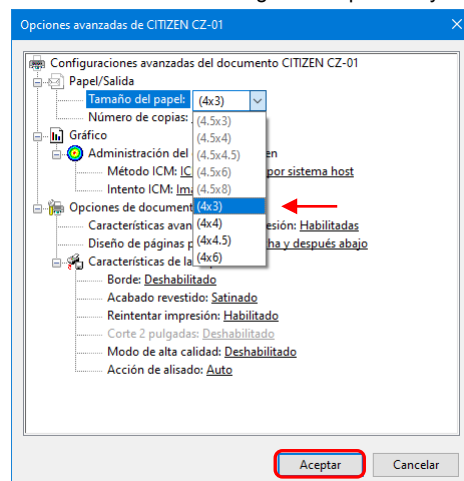 Opciones avanzadas de CITIZEN CZ-01
Configuraciones avanzadas del documento CITIZEN CZ-01
Papel/Salida
Tamaño del papel: (4x3)
Número de copias:
(4.5x3)
(4.5x4)
(4.5x4.5)
(4.5x6)
(4.5x8)
(4x3)
(4x4)
(4x4.5)
(4x6)
Gráfico
Administración del en
Método ICM: IC por sistema host
Intento ICM: Ima
Opciones de document
Características avan esión: Habilitadas
Diseño de páginas p ha y después abajo
Características de la
Borde: Deshabilitado
Acabado revestido: Satinado
Reintentar impresión: Habilitado
Corte 2 pulgadas: Deshabilitado
Modo de alta calidad: Deshabilitado
Acción de alisado: Auto
Aceptar
Cancelar